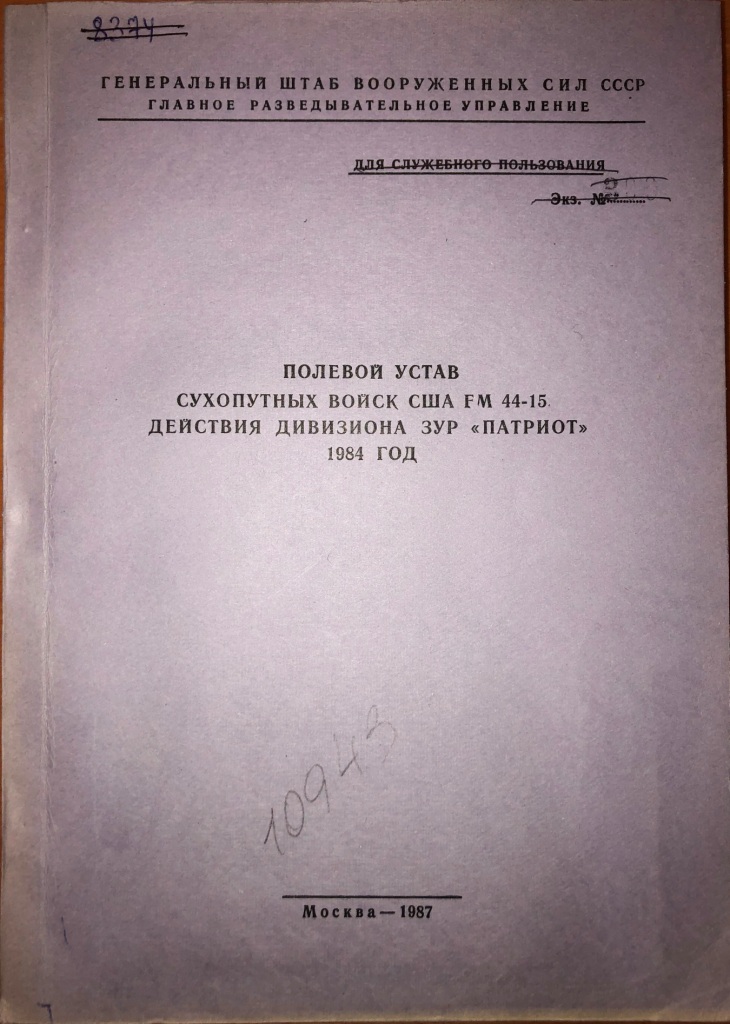 8374
ГЕНЕРАЛЬНЫЙ ШТАБ ВООРУЖЕННЫХ СИЛ СССР
ГЛАВНОЕ РАЗВЕДЫВАТЕЛЬНОЕ УПРАВЛЕНИЕ
ДЛЯ СЛУЖЕБНОГО ПОЛЬЗОВАНИЯ
Экз. №
ПОЛЕВОЙ УСТАВ
СУХОПУТНЫХ ВОЙСК США FM 44-15
ДЕЙСТВИЯ ДИВИЗИОНА ЗУР «ПАТРИОТ»
1984 ГОД
10943
Москва — 1987